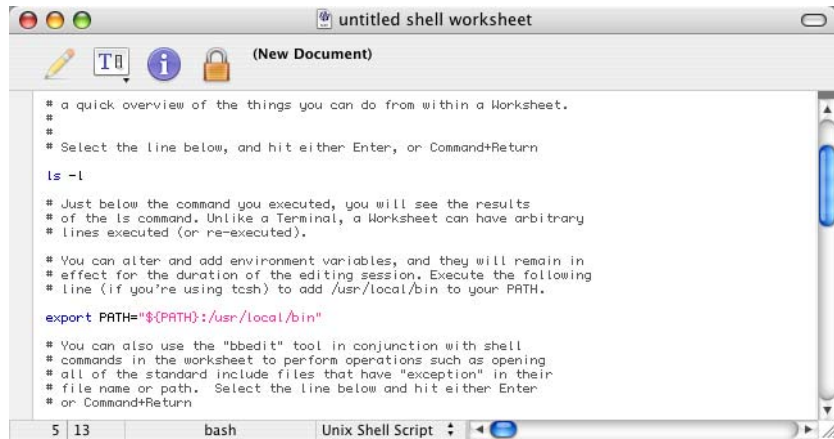 untitled shell worksheet
(New Document)
# a quick overview of the things you can do from within a Worksheet.
#
#
# Select the line below, and hit either Enter, or Command+Return
ls -l
# Just below the command you executed, you will see the results
# of the ls command. Unlike a Terminal, a Worksheet can have arbitrary
# lines executed (or re-executed).
# You can alter and add environment variables, and they will remain in
# effect for the duration of the editing session. Execute the following
# line (if you're using tcsh) to add /usr/local/bin to your PATH.
export PATH="${PATH}:/usr/local/bin"
# You can also use the "bbedit" tool in conjunction with shell
# commands in the worksheet to perform operations such as opening
# all of the standard include files that have "exception" in their
# file name or path.  Select the line below and hit either Enter
# or Command+Return
5 13 bash Unix Shell Script